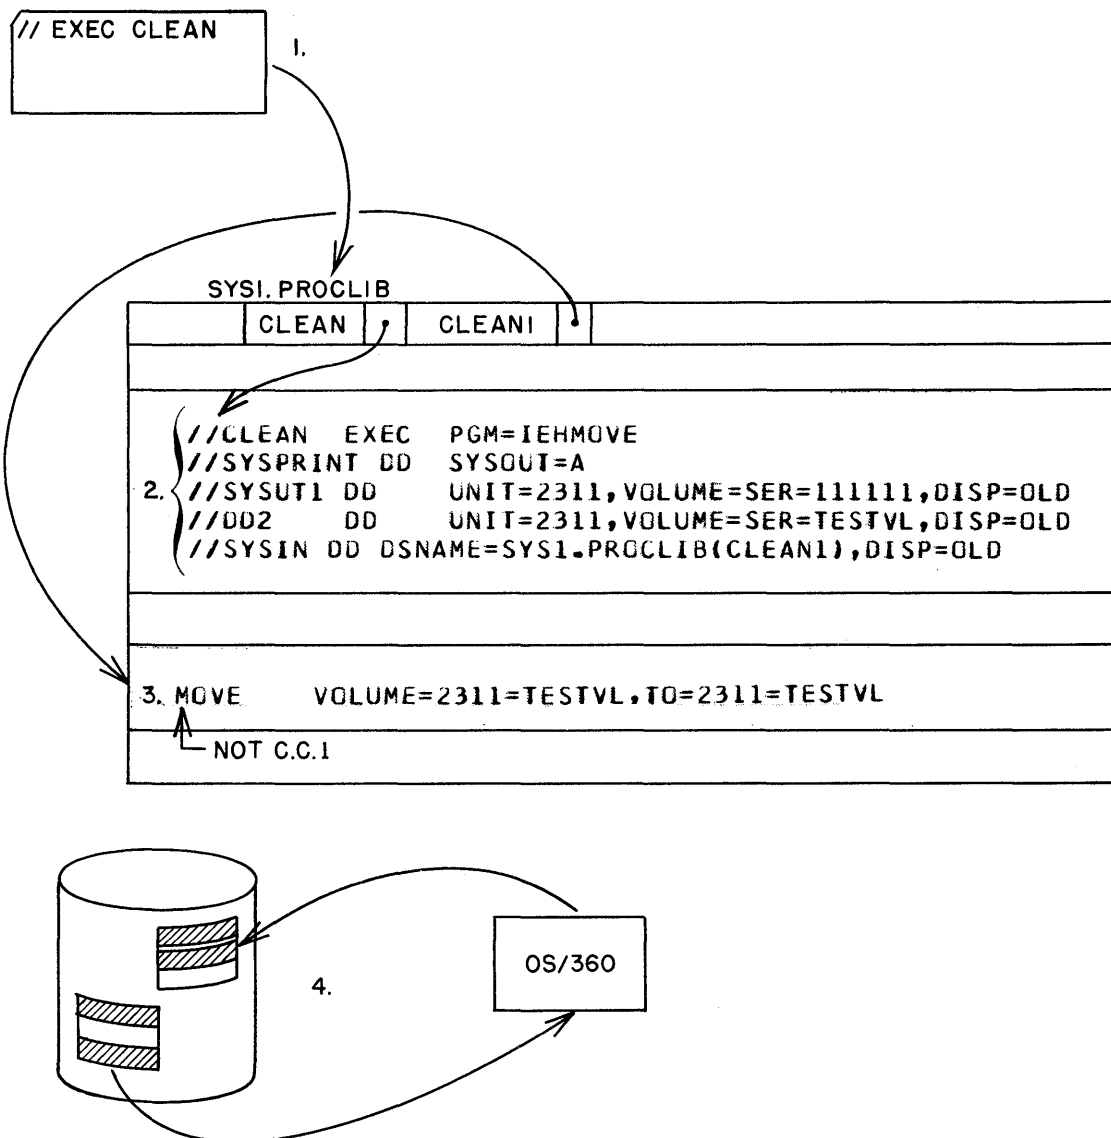 // EXEC CLEAN
1.
SYS1.PROCLIB
CLEAN CLEAN1
2.
//CLEAN EXEC PGM=IEHMOVE
//SYSPRINT DD SYSOUT=A
//SYSUT1 DD UNIT=2311,VOLUME=SER=111111,DISP=OLD
//DD2 DD UNIT=2311,VOLUME=SER=TESTVL,DISP=OLD
//SYSIN DD DSNAME=SYS1.PROCLIB(CLEAN1),DISP=OLD
3. MOVE VOLUME=2311=TESTVL,TO=2311=TESTVL
NOT C.C.1
OS/360
4.